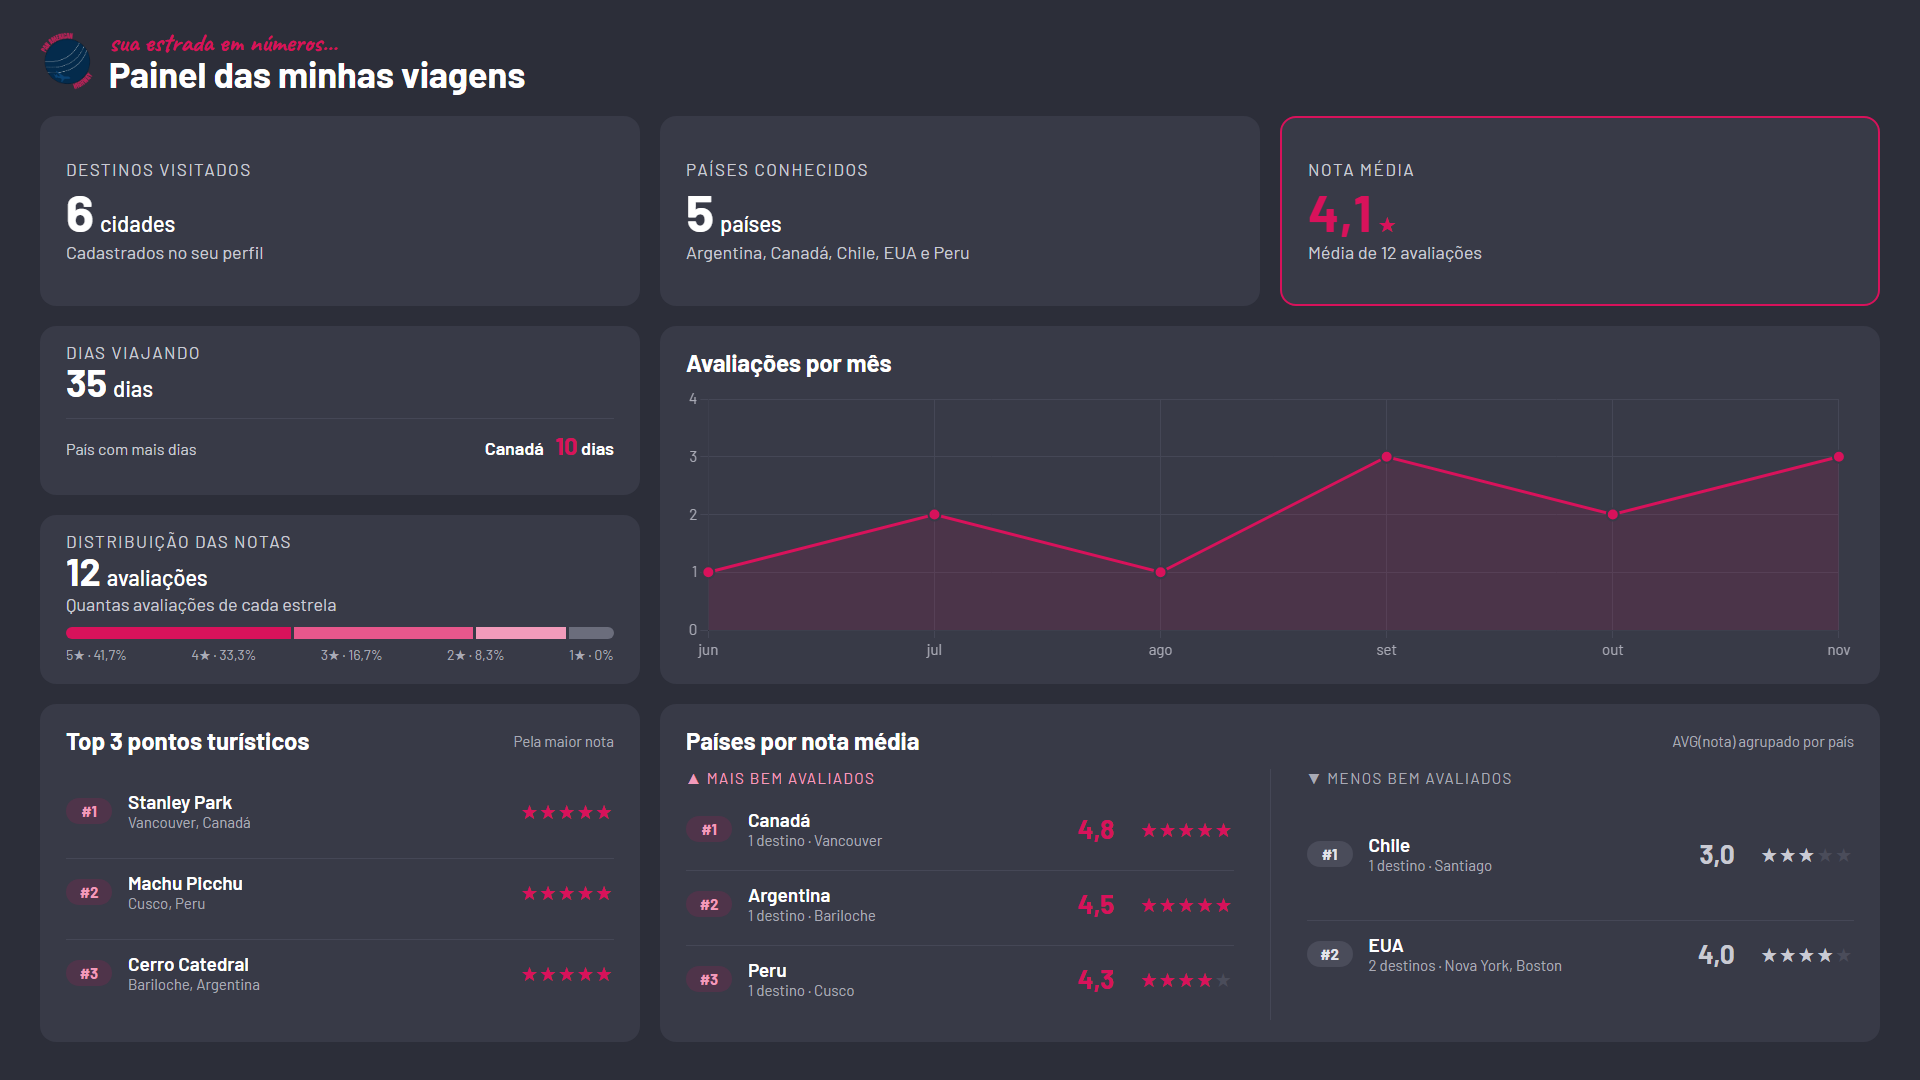 sua estrada em números...
Painel das minhas viagens
DESTINOS VISITADOS
6 cidades
Cadastrados no seu perfil
PAÍSES CONHECIDOS
5 países
Argentina, Canadá, Chile, EUA e Peru
NOTA MÉDIA
4,1 ★
Média de 12 avaliações
DIAS VIAJANDO
35 dias
País com mais dias
Canadá 10 dias
DISTRIBUIÇÃO DAS NOTAS
12 avaliações
Quantas avaliações de cada estrela
5★ · 41,7% 4★ · 33,3% 3★ · 16,7% 2★ · 8,3% 1★ · 0%
Avaliações por mês
4
3
2
1
0
jun jul ago set out nov
Top 3 pontos turísticos
Pela maior nota
#1 Stanley Park ★★★★★
Vancouver, Canadá
#2 Machu Picchu ★★★★★
Cusco, Peru
#3 Cerro Catedral ★★★★★
Bariloche, Argentina
Países por nota média
AVG(nota) agrupado por país
▲ MAIS BEM AVALIADOS
#1 Canadá 4,8 ★★★★★
1 destino · Vancouver
#2 Argentina 4,5 ★★★★★
1 destino · Bariloche
#3 Peru 4,3 ★★★★★
1 destino · Cusco
▼ MENOS BEM AVALIADOS
#1 Chile 3,0 ★★★★★
1 destino · Santiago
#2 EUA 4,0 ★★★★★
2 destinos · Nova York, Boston